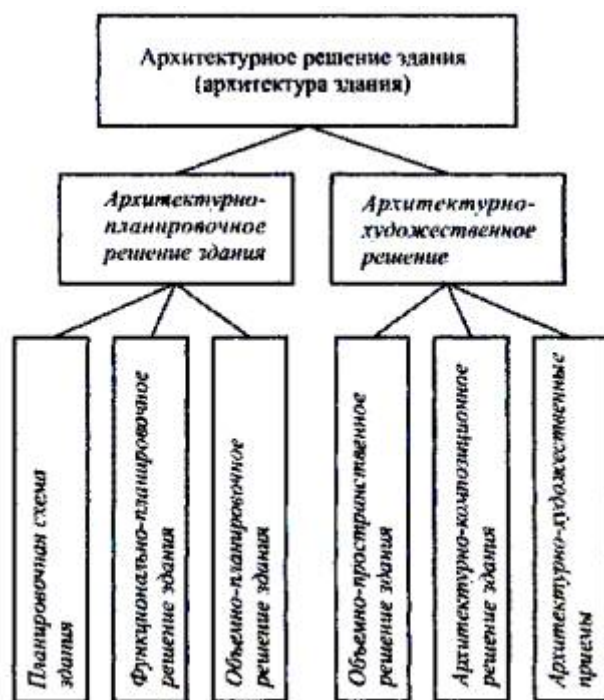 Архитектурное решение здания
(архитектура здания)
Архитектурно-
планировочное
решение здания
Архитектурно-
художественное
решение
Планировочная схема
здания
Функционально-планировочное
решение здания
Объемно-планировочное
решение здания
Объемно-пространственное
решение здания
Архитектурно-композиционное
решение здания
Архитектурно-художественные
приемы